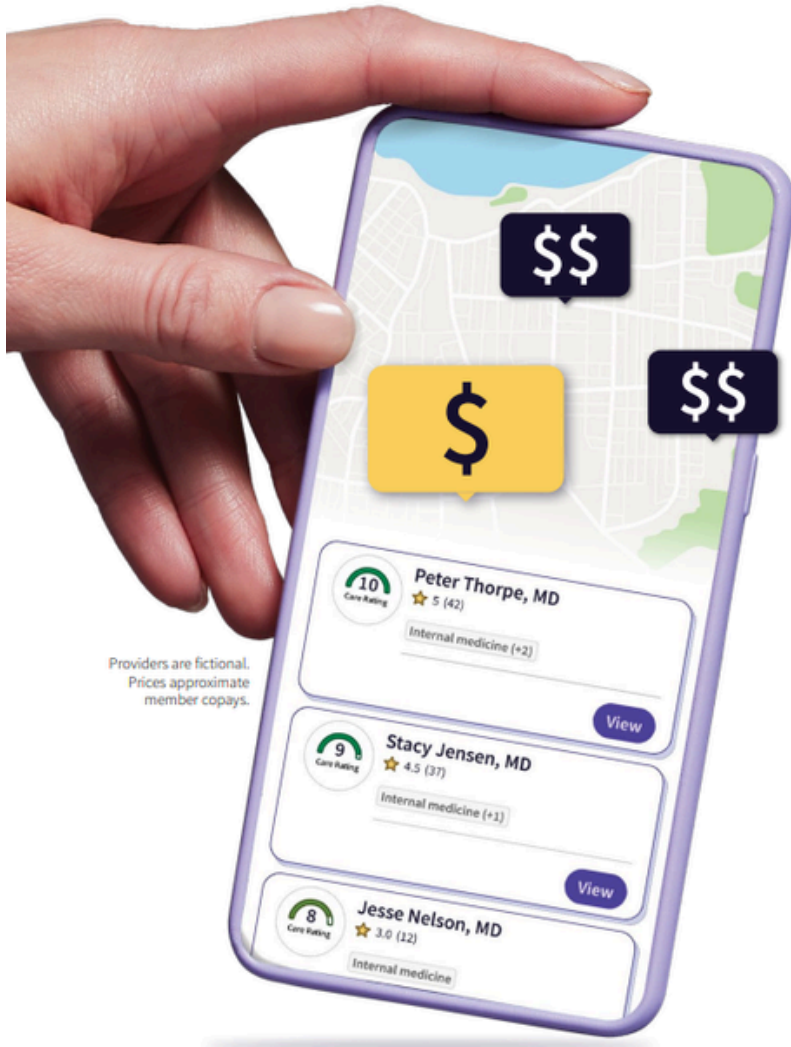 $$
$$
$
10
Care Rating
Peter Thorpe, MD
5 (42)
Internal medicine (+2)
View
Providers are fictional.
Prices approximate
member copays.
9
Care Rating
Stacy Jensen, MD
4.5 (37)
Internal medicine (+1)
View
8
Care Rating
Jesse Nelson, MD
3.0 (12)
Internal medicine